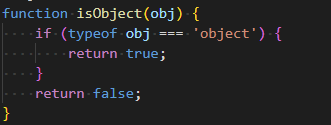 function isObject(obj) {
    if (typeof obj === 'object') {
        return true;
    }
    return false;
}